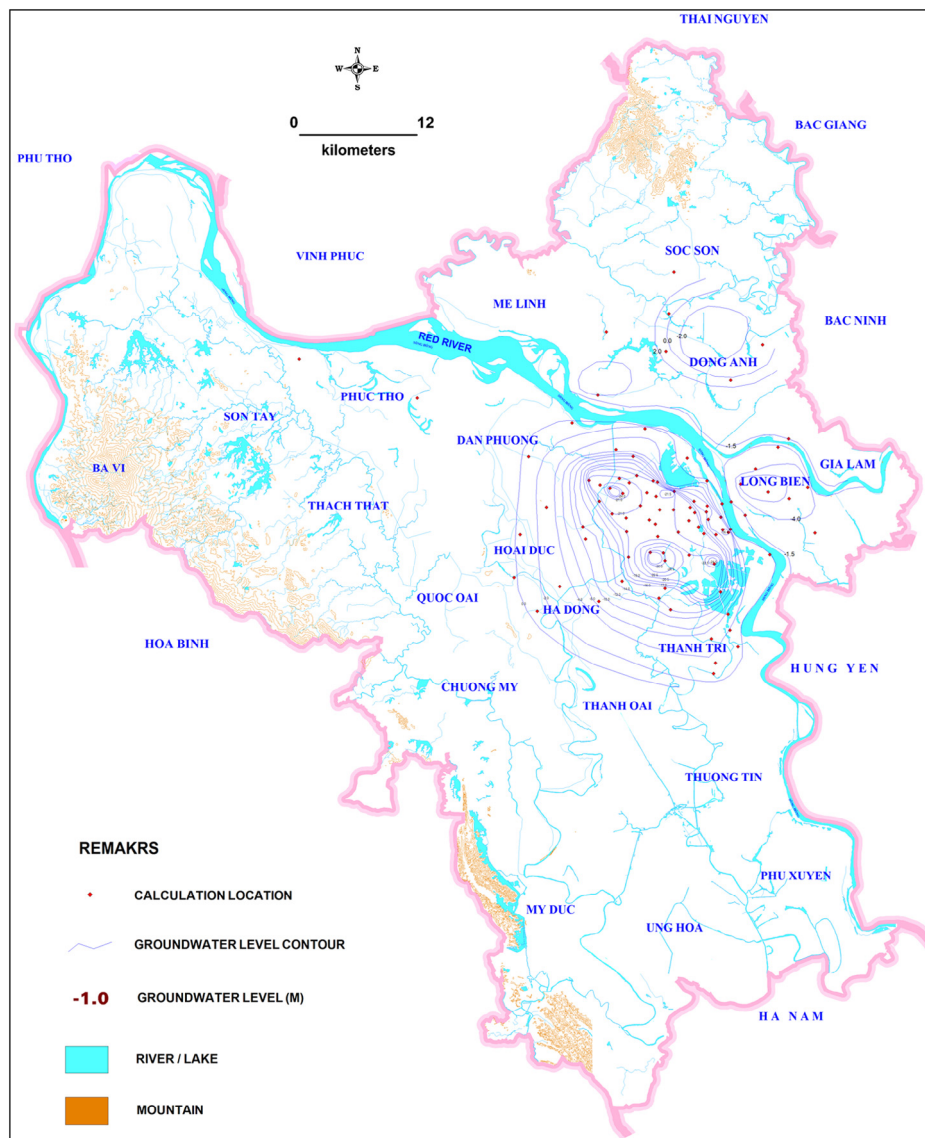 THAI NGUYEN
N
W E
S
BAC GIANG
0 12
kilometers
PHU THO
SOC SON
VINH PHUC
ME LINH
BAC NINH
RED RIVER
0.0 -2.0
2.0
DONG ANH
PHUC THO
SON TAY
DAN PHUONG
-1.5
GIA LAM
BA VI
LONG BIEN
THACH THAT
-4.0
HOAI DUC
-1.5
QUOC OAI
HA DONG
HOA BINH
THANH TRI
HUNG YEN
CHUONG MY
THANH OAI
THUONG TIN
REMAKRS
PHU XUYEN
CALCULATION LOCATION
MY DUC
UNG HOA
GROUNDWATER LEVEL CONTOUR
-1.0 GROUNDWATER LEVEL (M)
HA NAM
RIVER / LAKE
MOUNTAIN